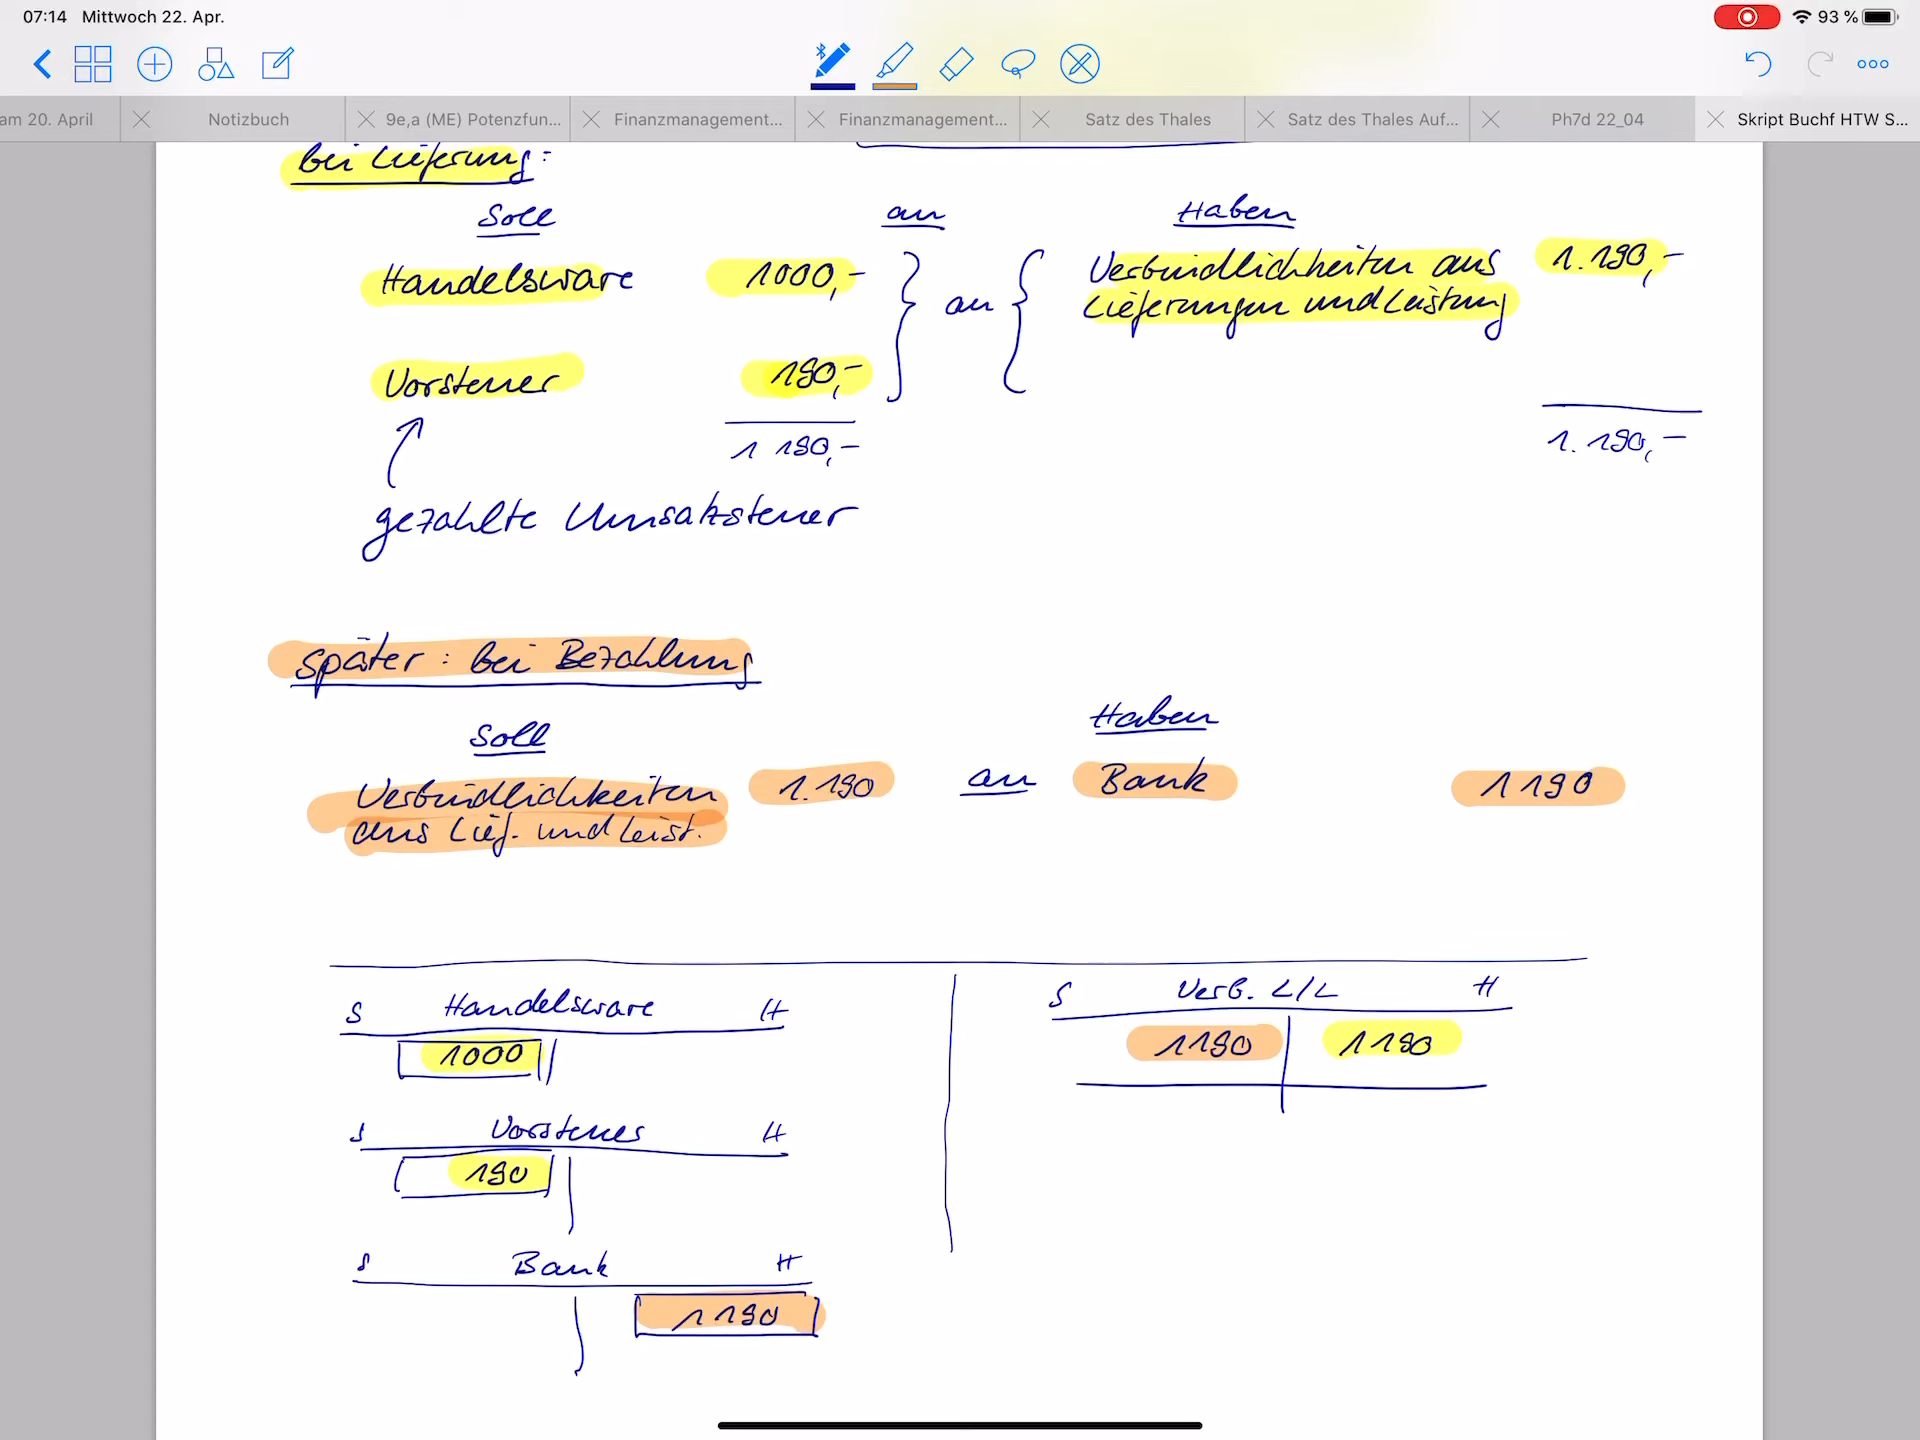 07:14 Mittwoch 22. Apr.
93 %
am 20. April
Notizbuch
9e,a (ME) Potenzfun...
Finanzmanagement...
Finanzmanagement...
Satz des Thales
Satz des Thales Auf...
Ph7d 22_04
Skript Buchf HTW S...
bei Lieferung:
Soll an Haben
Handelsware 1000,- an Verbindlichkeiten aus 1.190,-
Lieferungen und Leistung
Vorsteuer 190,-
1 190,- 1.190,-
gezahlte Umsatzsteuer
Später: bei Bezahlung
Soll Haben
Verbindlichkeiten 1.190 an Bank 1190
aus Lief. und Leist.
S Handelsware H
1000
S Vorsteuer H
190
S Bank H
1190
S Verb. L/L H
1190 1190